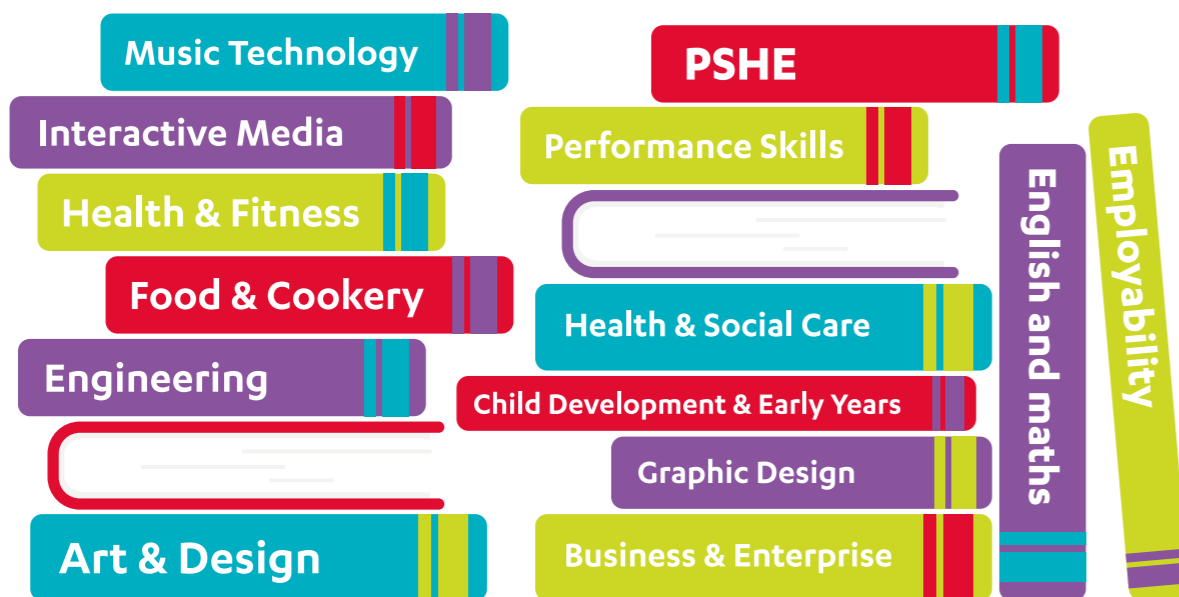 Music Technology
Interactive Media
Health & Fitness
Food & Cookery
Engineering
Art & Design
PSHE
Performance Skills
Health & Social Care
Child Development & Early Years
Graphic Design
Business & Enterprise
English and maths
Employability